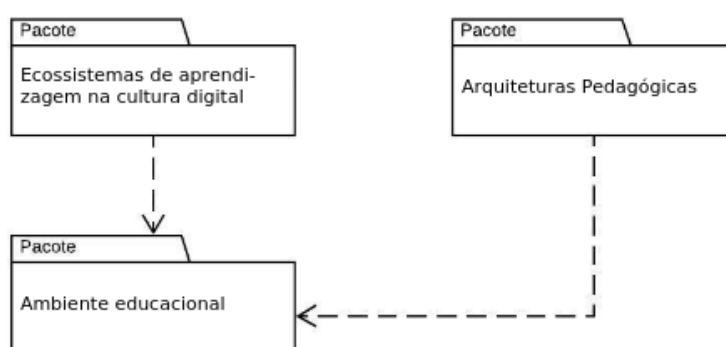 Pacote
Ecossistemas de aprendi-
zagem na cultura digital
Pacote
Arquiteturas Pedagógicas
Pacote
Ambiente educacional